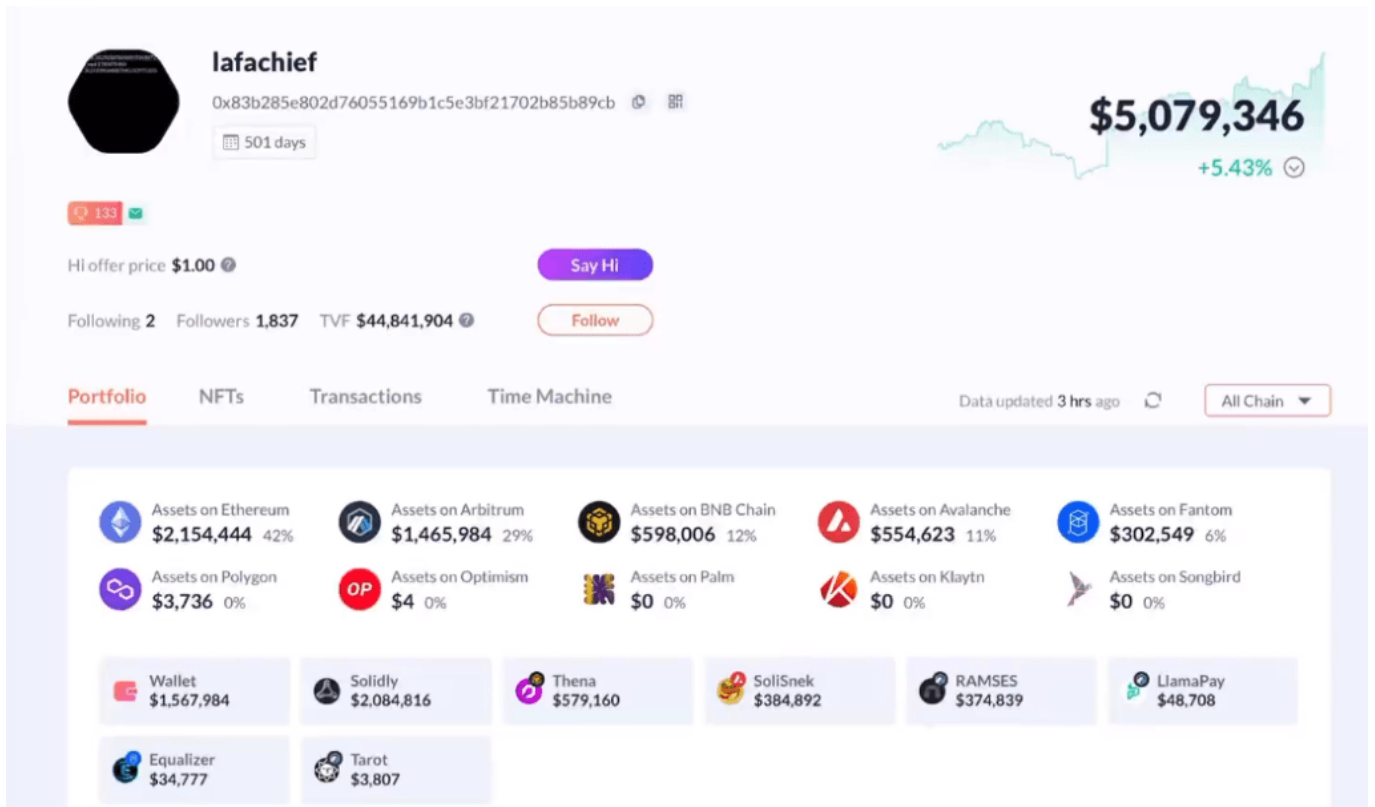 lafachief
0x83b285e802d76055169b1c5e3bf21702b85b89cb
501 days
$5,079,346
+5.43%
133
Hi offer price $1.00 ?
Say Hi
Following 2 Followers 1,837 TVF $44,841,904 ?
Follow
Portfolio NFTs Transactions Time Machine
Data updated 3 hrs ago
All Chain
Assets on Ethereum Assets on Arbitrum Assets on BNB Chain Assets on Avalanche Assets on Fantom
$2,154,444 42% $1,465,984 29% $598,006 12% $554,623 11% $302,549 6%
Assets on Polygon Assets on Optimism Assets on Palm Assets on Klaytn Assets on Songbird
OP
$3,736 0% $4 0% $0 0% $0 0% $0 0%
Wallet Solidly Thena SoliSnek RAMSES LlamaPay
$1,567,984 $2,084,816 $579,160 $384,892 $374,839 $48,708
Equalizer Tarot
$34,777 $3,807